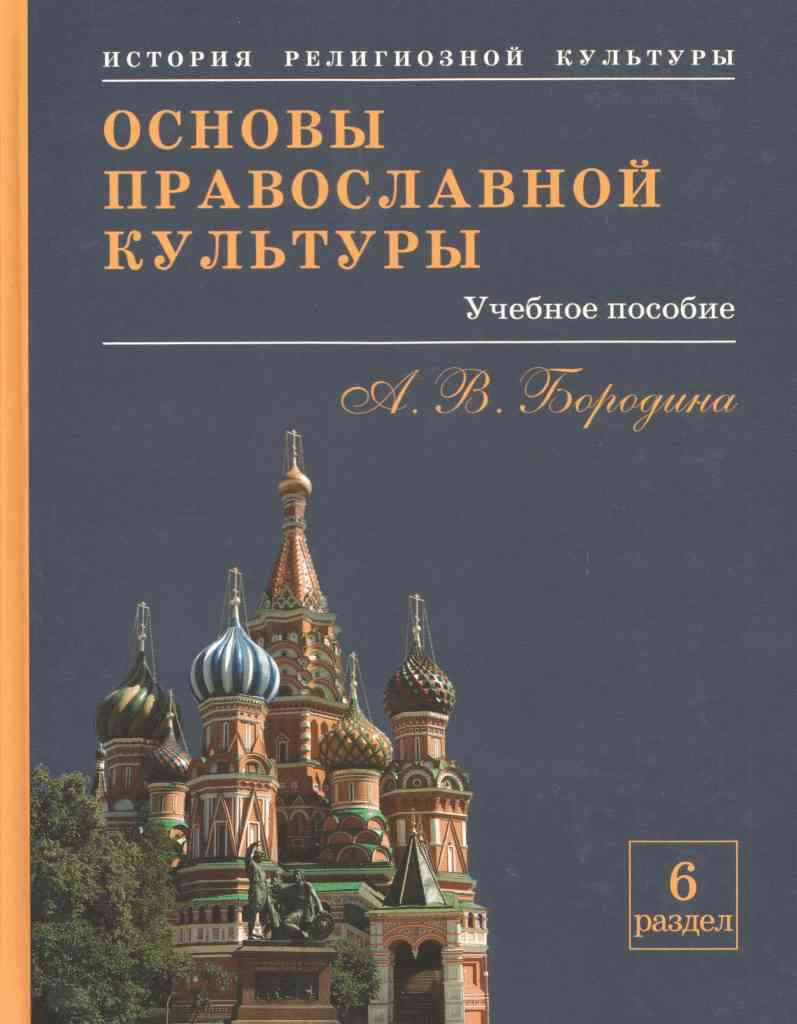 ИСТОРИЯ РЕЛИГИОЗНОЙ КУЛЬТУРЫ
ОСНОВЫ
ПРАВОСЛАВНОЙ
КУЛЬТУРЫ
Учебное пособие
А. В. Бородина
6
раздел